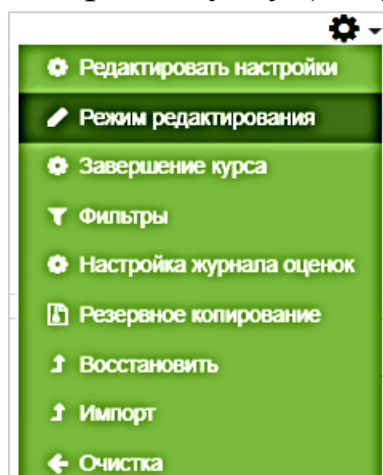 Редактировать настройки
Режим редактирования
Завершение курса
Фильтры
Настройка журнала оценок
Резервное копирование
Восстановить
Импорт
Очистка